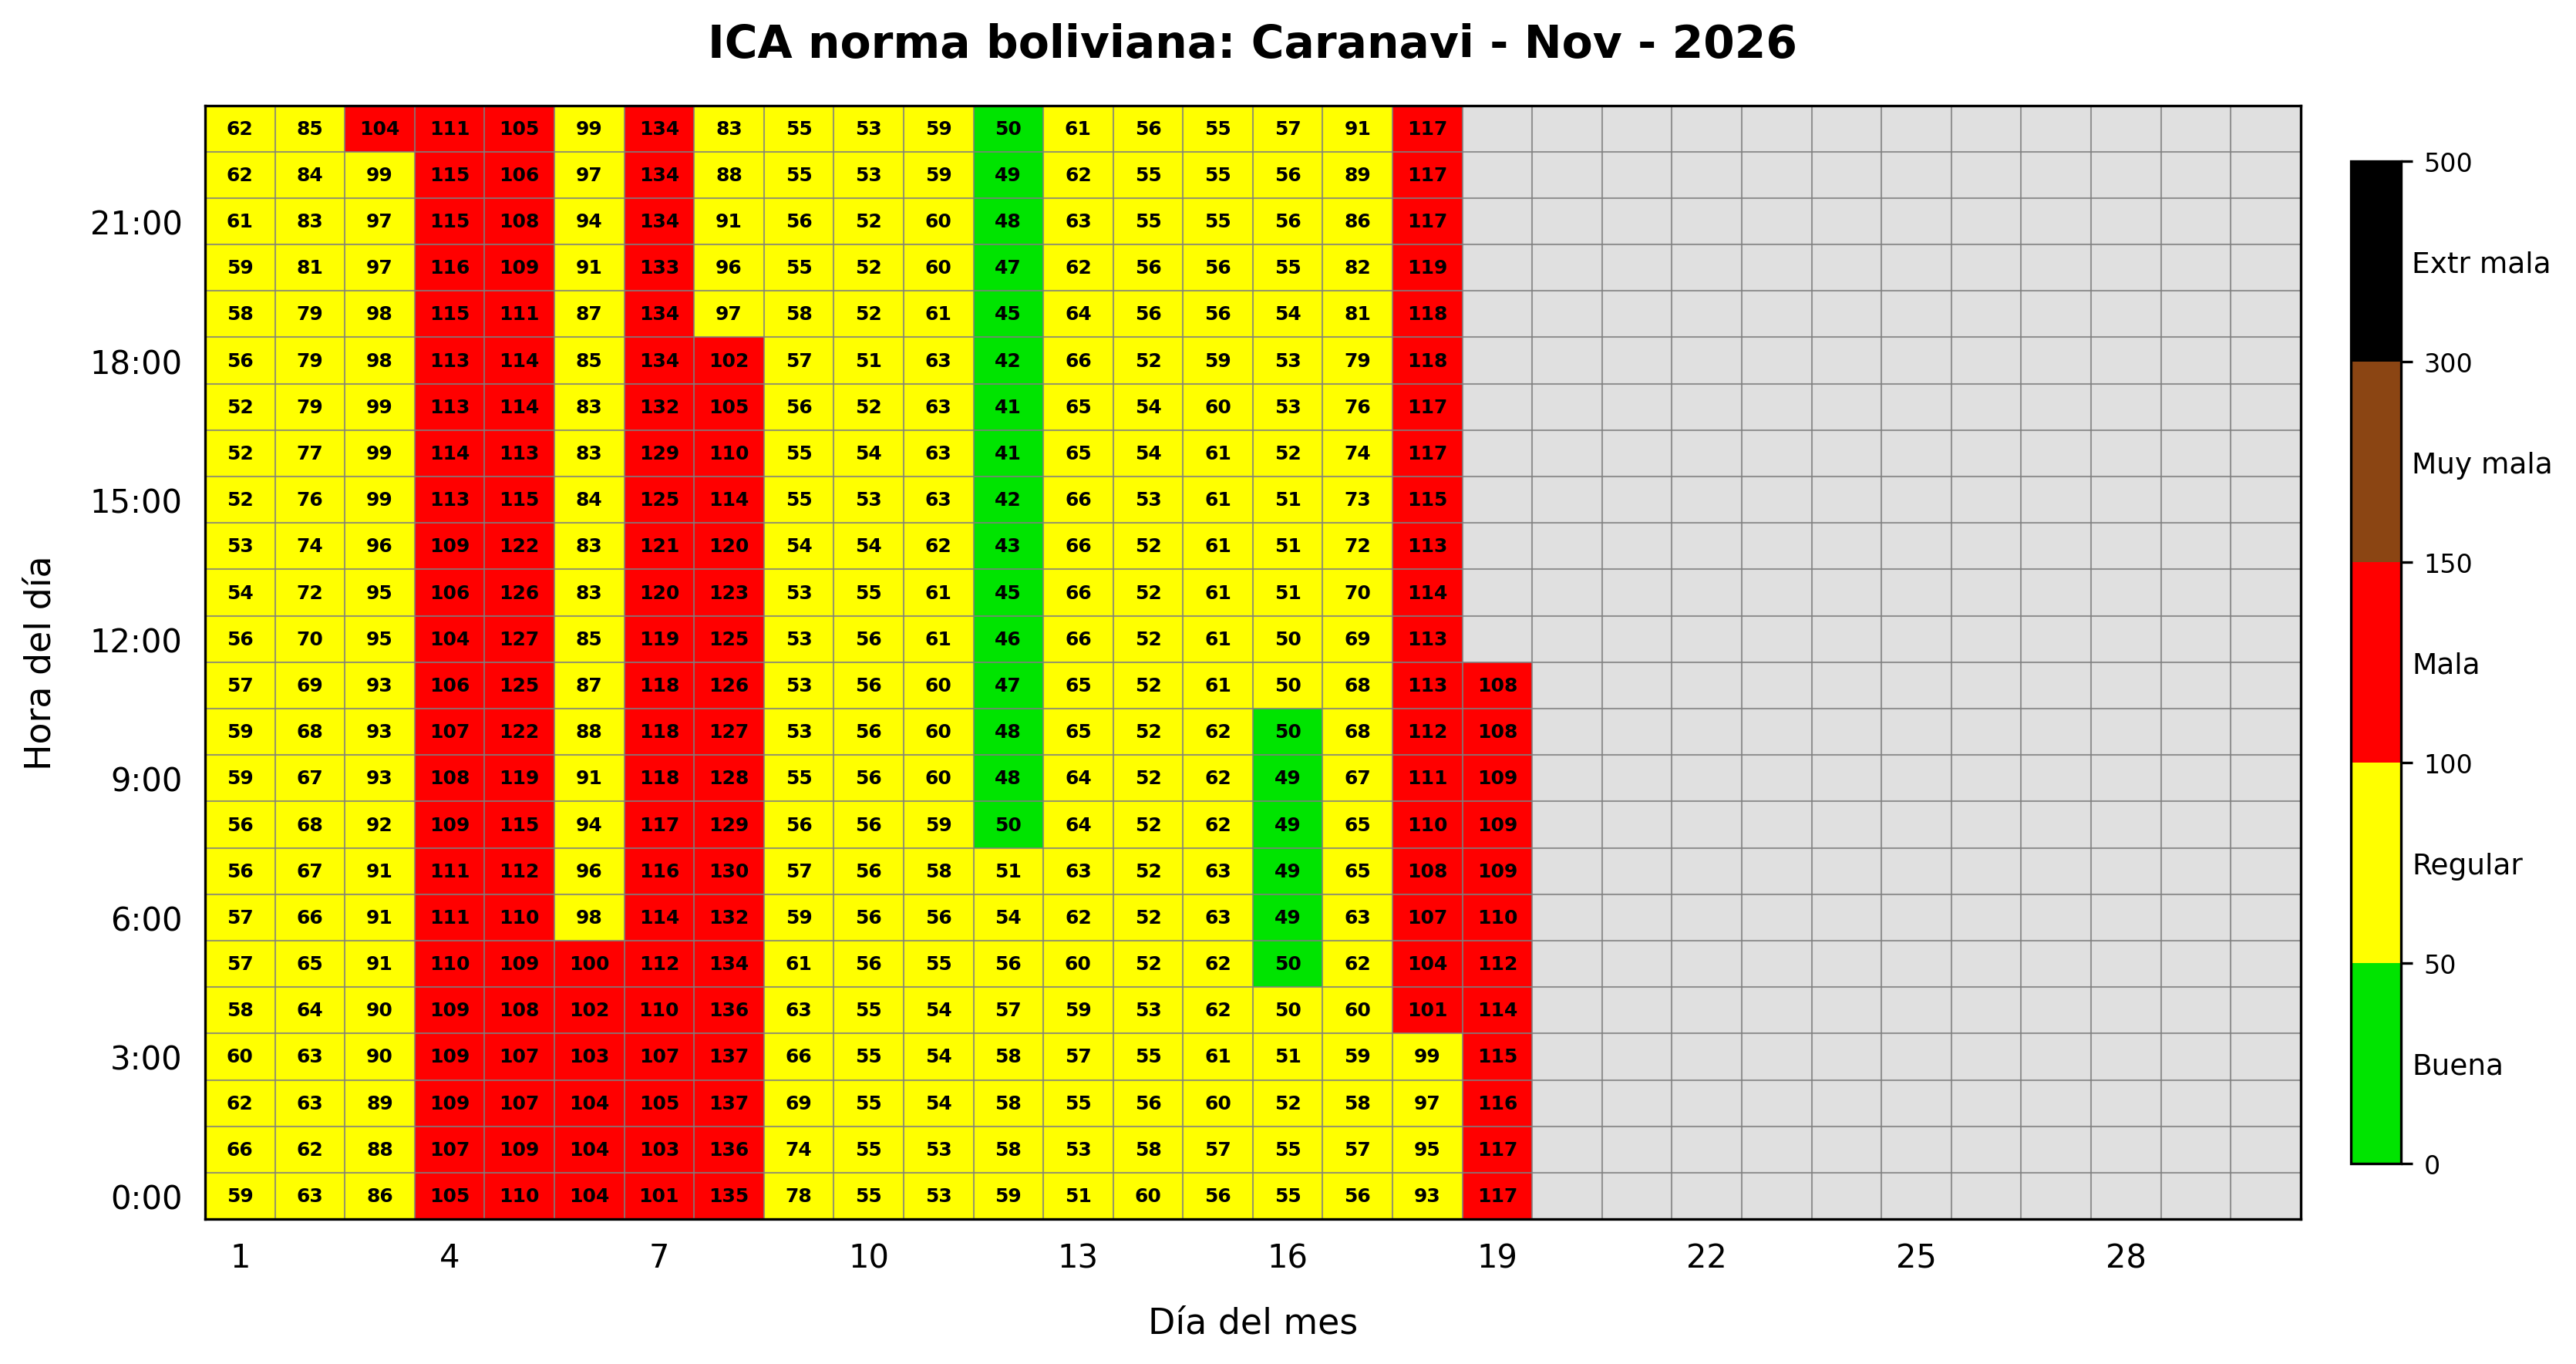 ICA norma boliviana: Caranavi - Nov - 2026
62 85 104 111 105 99 134 83 55 53 59 50 61 56 55 57 91 117
62 84 99 115 106 97 134 88 55 53 59 49 62 55 55 56 89 117
21:00 61 83 97 115 108 94 134 91 56 52 60 48 63 55 55 56 86 117
59 81 97 116 109 91 133 96 55 52 60 47 62 56 56 55 82 119
58 79 98 115 111 87 134 97 58 52 61 45 64 56 56 54 81 118
18:00 56 79 98 113 114 85 134 102 57 51 63 42 66 52 59 53 79 118
52 79 99 113 114 83 132 105 56 52 63 41 65 54 60 53 76 117
52 77 99 114 113 83 129 110 55 54 63 41 65 54 61 52 74 117
15:00 52 76 99 113 115 84 125 114 55 53 63 42 66 53 61 51 73 115
53 74 96 109 122 83 121 120 54 54 62 43 66 52 61 51 72 113
54 72 95 106 126 83 120 123 53 55 61 45 66 52 61 51 70 114
12:00 56 70 95 104 127 85 119 125 53 56 61 46 66 52 61 50 69 113
57 69 93 106 125 87 118 126 53 56 60 47 65 52 61 50 68 113 108
59 68 93 107 122 88 118 127 53 56 60 48 65 52 62 50 68 112 108
9:00 59 67 93 108 119 91 118 128 55 56 60 48 64 52 62 49 67 111 109
56 68 92 109 115 94 117 129 56 56 59 50 64 52 62 49 65 110 109
56 67 91 111 112 96 116 130 57 56 58 51 63 52 63 49 65 108 109
6:00 57 66 91 111 110 98 114 132 59 56 56 54 62 52 63 49 63 107 110
57 65 91 110 109 100 112 134 61 56 55 56 60 52 62 50 62 104 112
58 64 90 109 108 102 110 136 63 55 54 57 59 53 62 50 60 101 114
3:00 60 63 90 109 107 103 107 137 66 55 54 58 57 55 61 51 59 99 115
62 63 89 109 107 104 105 137 69 55 54 58 55 56 60 52 58 97 116
66 62 88 107 109 104 103 136 74 55 53 58 53 58 57 55 57 95 117
0:00 59 63 86 105 110 104 101 135 78 55 53 59 51 60 56 55 56 93 117
1 4 7 10 13 16 19 22 25 28
Día del mes
Hora del día
500
Extr mala
300
Muy mala
150
Mala
100
Regular
50
Buena
0